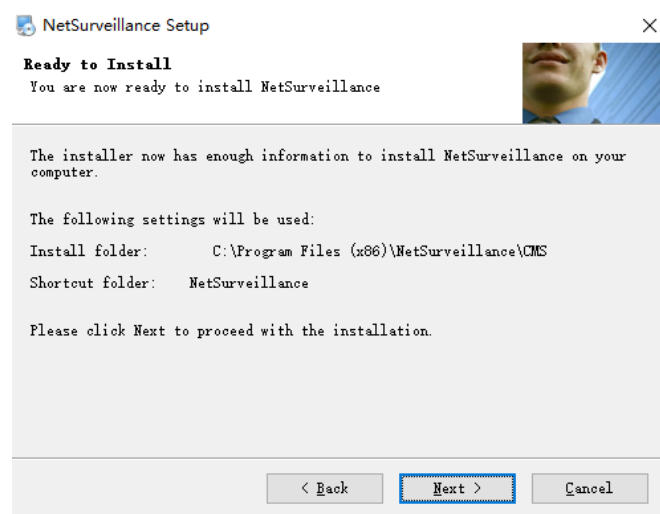 NetSurveillance Setup
Ready to Install
You are now ready to install NetSurveillance
The installer now has enough information to install NetSurveillance on your
computer.
The following settings will be used:
Install folder: C:\Program Files (x86)\NetSurveillance\CMS
Shortcut folder: NetSurveillance
Please click Next to proceed with the installation.
< Back Next > Cancel